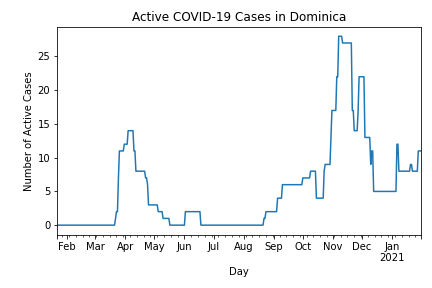 Active COVID-19 Cases in Dominica
Number of Active Cases
25
20
15
10
5
0
Feb Mar Apr May Jun Jul Aug Sep Oct Nov Dec Jan
2021
Day